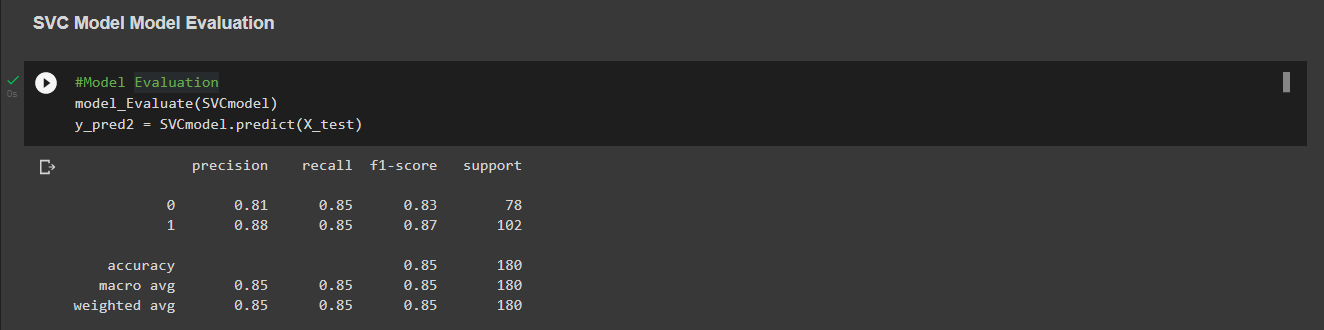 SVC Model Model Evaluation
#Model Evaluation
model_Evaluate(SVCmodel)
y_pred2 = SVCmodel.predict(X_test)
0s
precision recall f1-score support
0 0.81 0.85 0.83 78
1 0.88 0.85 0.87 102
accuracy 0.85 180
macro avg 0.85 0.85 0.85 180
weighted avg 0.85 0.85 0.85 180